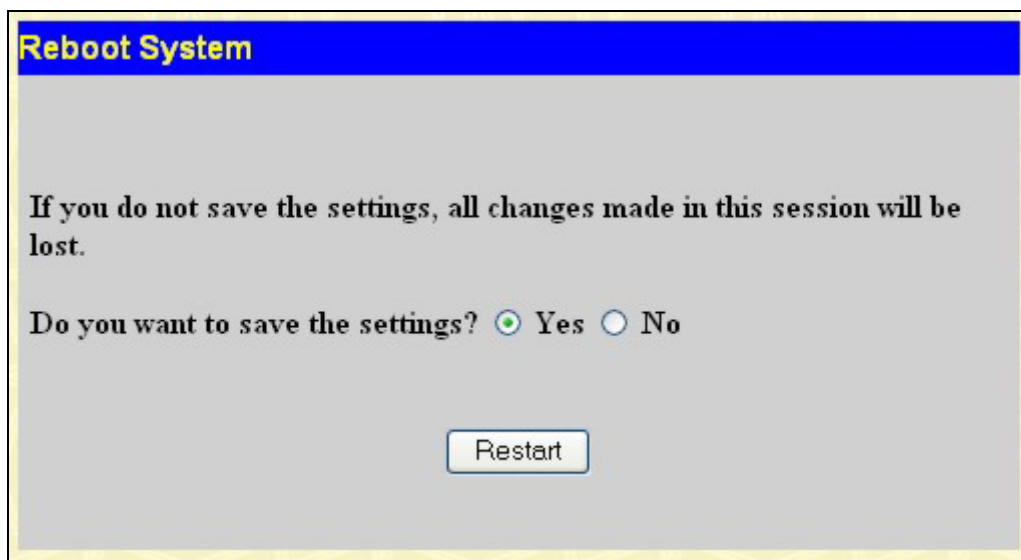 Reboot System
If you do not save the settings, all changes made in this session will be
lost.
Do you want to save the settings? Yes No
Restart